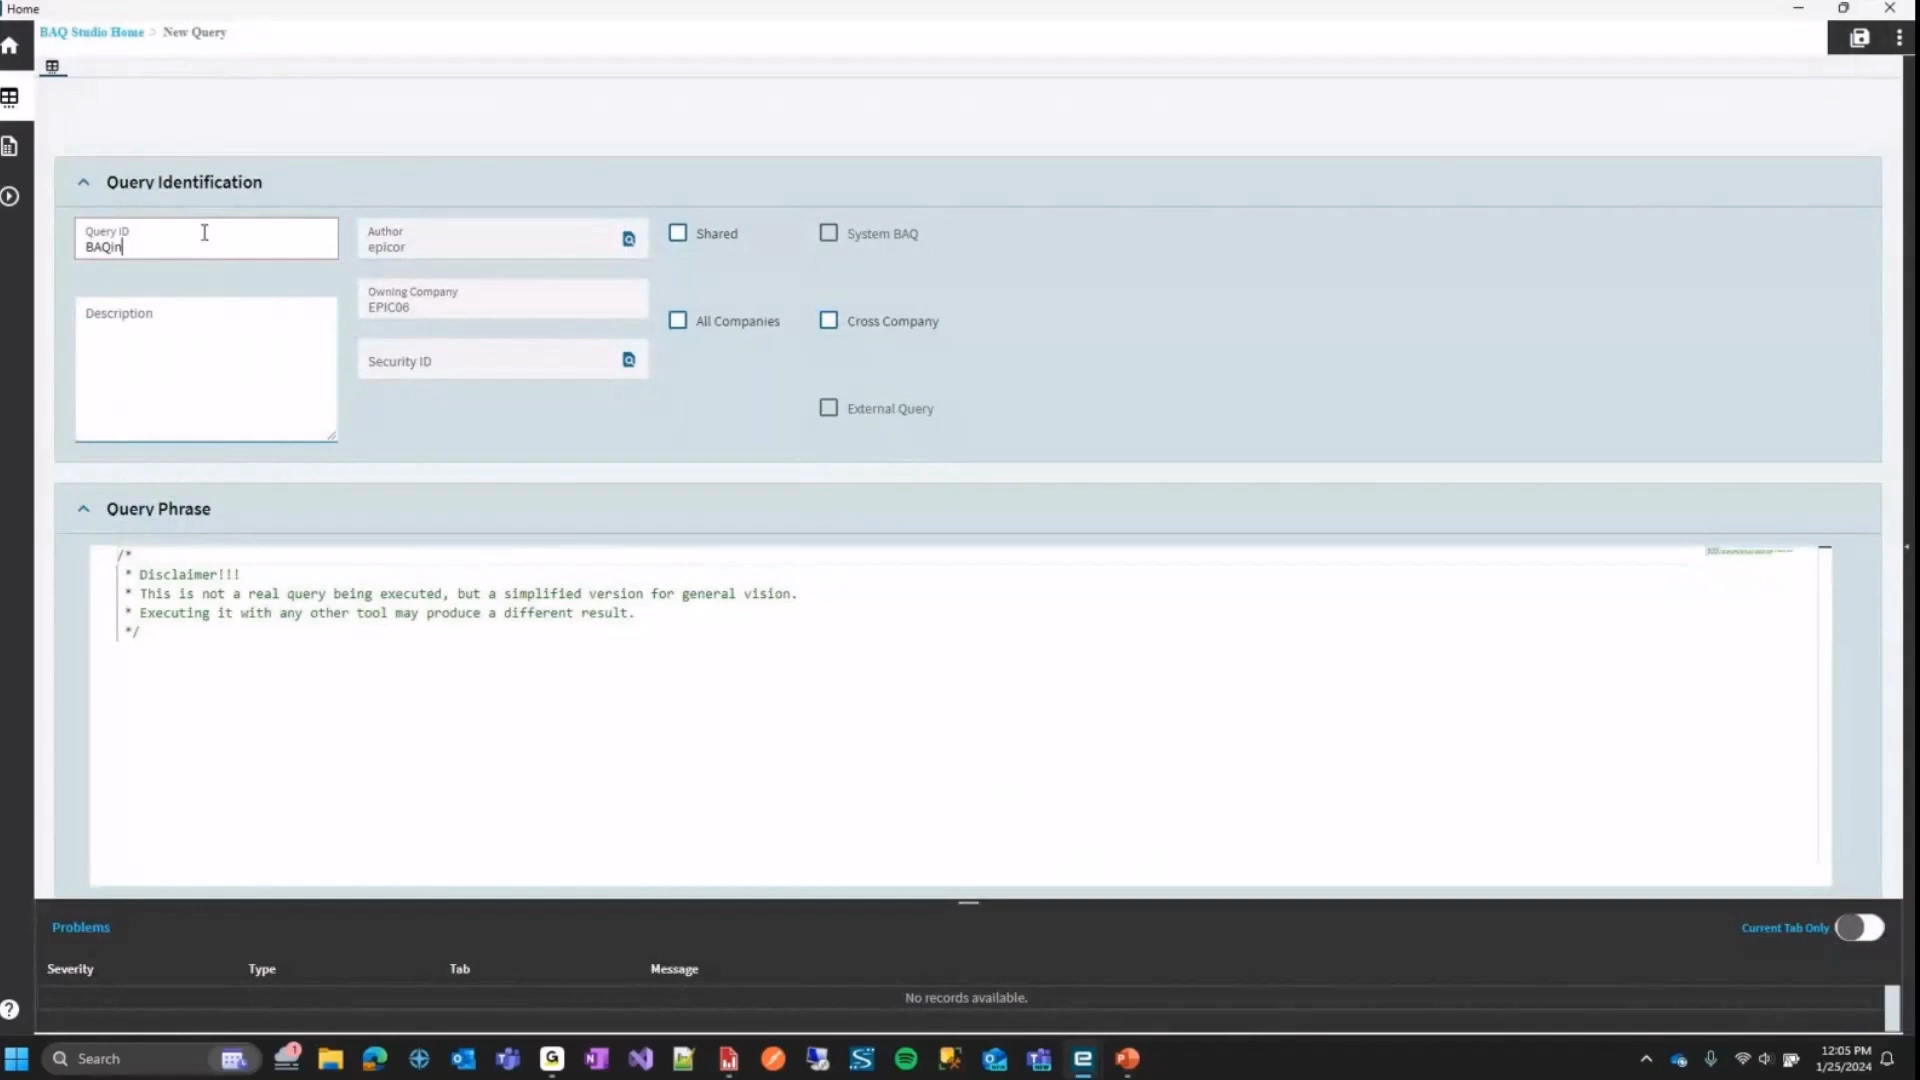 Home
BAQ Studio Home > New Query
Query Identification
Query ID
BAQin
Author
epicor
Shared
System BAQ
Description
Owning Company
EPIC06
All Companies
Cross Company
Security ID
External Query
Query Phrase
/*
* Disclaimer!!!
* This is not a real query being executed, but a simplified version for general vision.
* Executing it with any other tool may produce a different result.
*/
Problems
Current Tab Only
Severity Type Tab Message
No records available.
Search
12:05 PM
1/25/2024